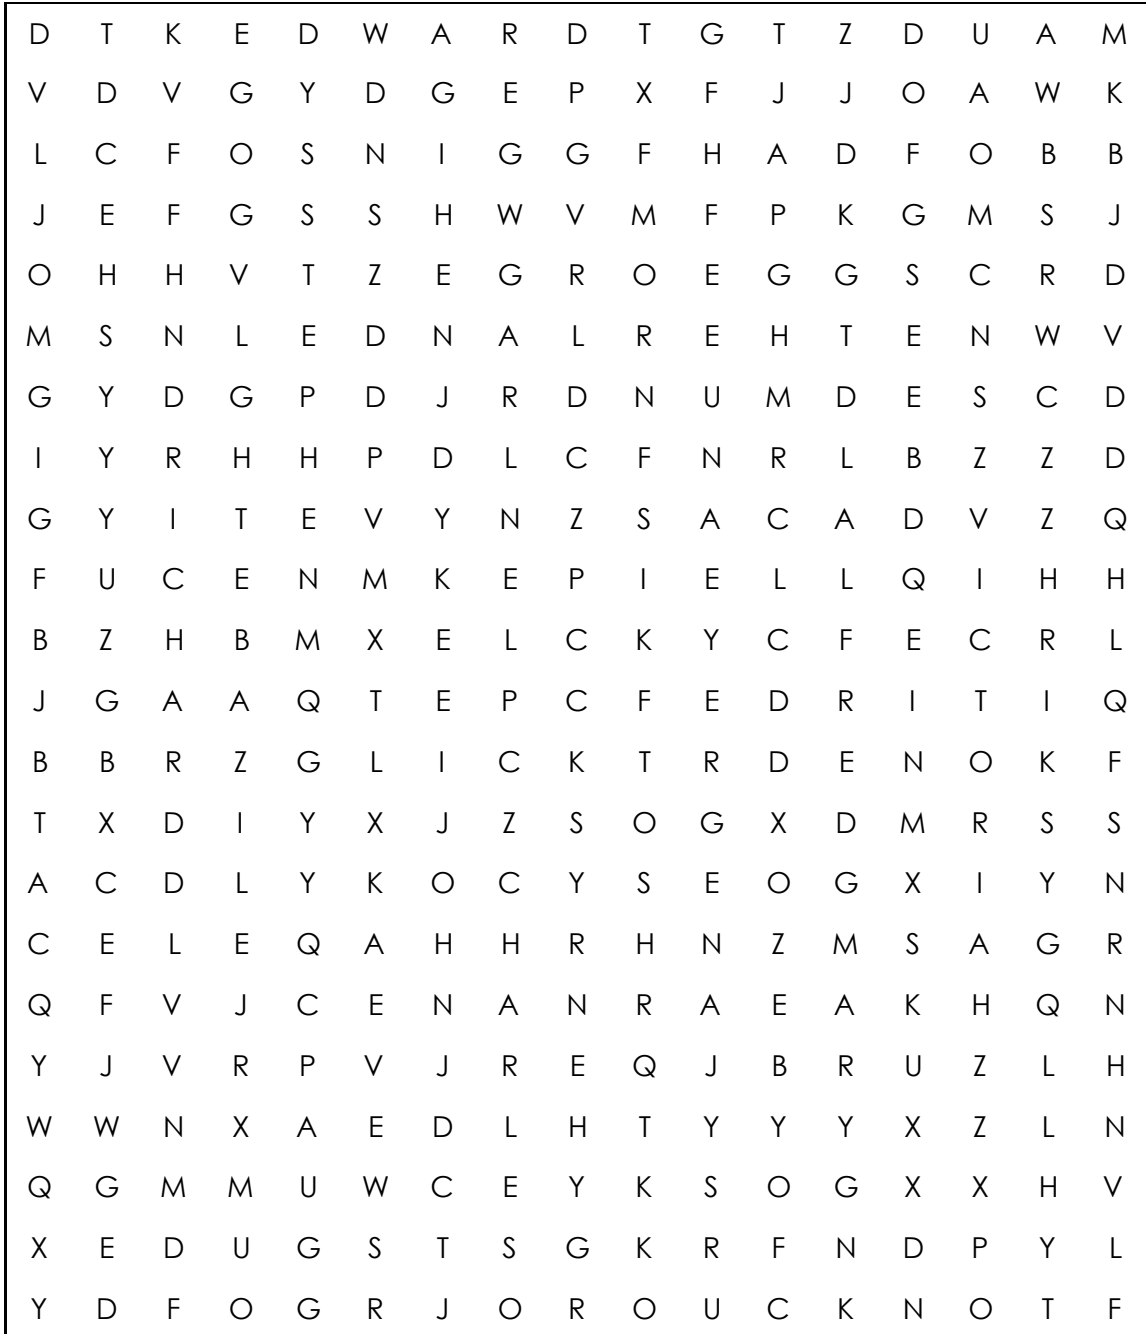 D T K E D W A R D T G T Z D U A M
V D V G Y D G E P X F J J O A W K
L C F O S N I G G F H A D F O B B
J E F G S S H W V M F P K G M S J
O H H V T Z E G R O E G G S C R D
M S N L E D N A L R E H T E N W V
G Y D G P D J R D N U M D E S C D
I Y R H H P D L C F N R L B Z Z D
G Y I T E V Y N Z S A C A D V Z Q
F U C E N M K E P I E L L Q I H H
B Z H B M X E L C K Y C F E C R L
J G A A Q T E P C F E D R I T I Q
B B R Z G L I C K T R D E N O K F
T X D I Y X J Z S O G X D M R S S
A C D L Y K O C Y S E O G X I Y N
C E L E Q A H H R H N Z M S A G R
Q F V J C E N A N R A E A K H Q N
Y J V R P V J R E Q J B R U Z L H
W W N X A E D L H T Y Y Y X Z L N
Q G M M U W C E Y K S O G X X H V
X E D U G S T S G K R F N D P Y L
Y D F O G R J O R O U C K N O T F